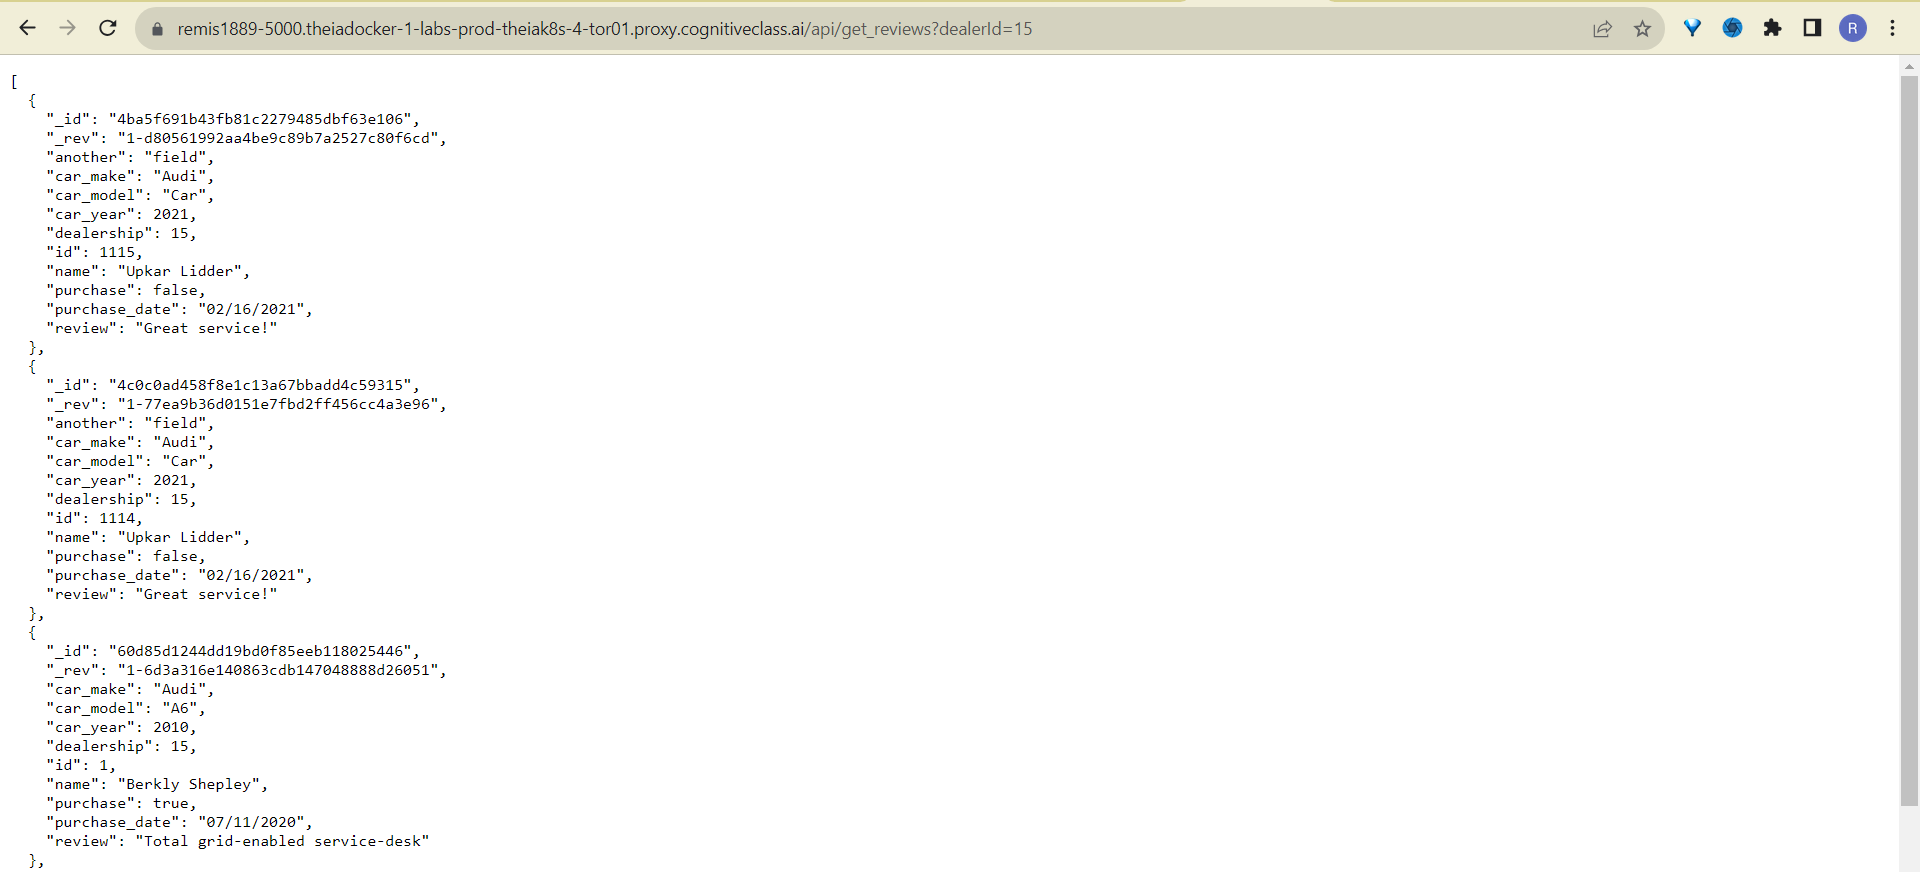 remis1889-5000.theiadocker-1-labs-prod-theiak8s-4-tor01.proxy.cognitiveclass.ai/api/get_reviews?dealerId=15
R
[
  {
    "_id": "4ba5f691b43fb81c2279485dbf63e106",
    "_rev": "1-d80561992aa4be9c89b7a2527c80f6cd",
    "another": "field",
    "car_make": "Audi",
    "car_model": "Car",
    "car_year": 2021,
    "dealership": 15,
    "id": 1115,
    "name": "Upkar Lidder",
    "purchase": false,
    "purchase_date": "02/16/2021",
    "review": "Great service!"
  },
  {
    "_id": "4c0c0ad458f8e1c13a67bbadd4c59315",
    "_rev": "1-77ea9b36d0151e7fbd2ff456cc4a3e96",
    "another": "field",
    "car_make": "Audi",
    "car_model": "Car",
    "car_year": 2021,
    "dealership": 15,
    "id": 1114,
    "name": "Upkar Lidder",
    "purchase": false,
    "purchase_date": "02/16/2021",
    "review": "Great service!"
  },
  {
    "_id": "60d85d1244dd19bd0f85eeb118025446",
    "_rev": "1-6d3a316e140863cdb147048888d26051",
    "car_make": "Audi",
    "car_model": "A6",
    "car_year": 2010,
    "dealership": 15,
    "id": 1,
    "name": "Berkly Shepley",
    "purchase": true,
    "purchase_date": "07/11/2020",
    "review": "Total grid-enabled service-desk"
  },